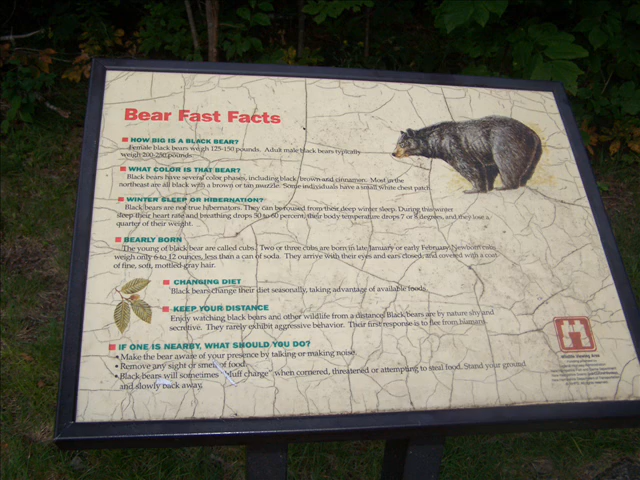 Bear Fast Facts
HOW BIG IS A BLACK BEAR?
Female black bears weigh 125-150 pounds. Adult male black bears typically
weigh 200-250 pounds.
WHAT COLOR IS THAT BEAR?
Black bears have several color phases, including black, brown and cinnamon. Most in the
northeast are all black with a brown or tan muzzle. Some individuals have a small white chest patch.
WINTER SLEEP OR HIBERNATION?
Black bears are not true hibernators. They can be roused from their deep winter sleep. During this winter
sleep their heart rate and breathing drops 50 to 60 percent, their body temperature drops 7 or 8 degrees, and they lose a
quarter of their weight.
BEARLY BORN
The young of black bear are called cubs. Two or three cubs are born in late January or early February. Newborn cubs
weigh only 6 to 12 ounces, less than a can of soda. They arrive with their eyes and ears closed, and covered with a coat
of fine, soft, mottled-gray hair.
CHANGING DIET
Black bears change their diet seasonally, taking advantage of available foods.
KEEP YOUR DISTANCE
Enjoy watching black bears and other wildlife from a distance! Black bears are by nature shy and
secretive. They rarely exhibit aggressive behavior. Their first response is to flee from humans.
IF ONE IS NEARBY, WHAT SHOULD YOU DO?
• Make the bear aware of your presence by talking or making noise.
• Remove any sight or smell of food.
• Black bears will sometimes "bluff charge" when cornered, threatened or attempting to steal food. Stand your ground
and slowly back away.
Wildlife Viewing Area